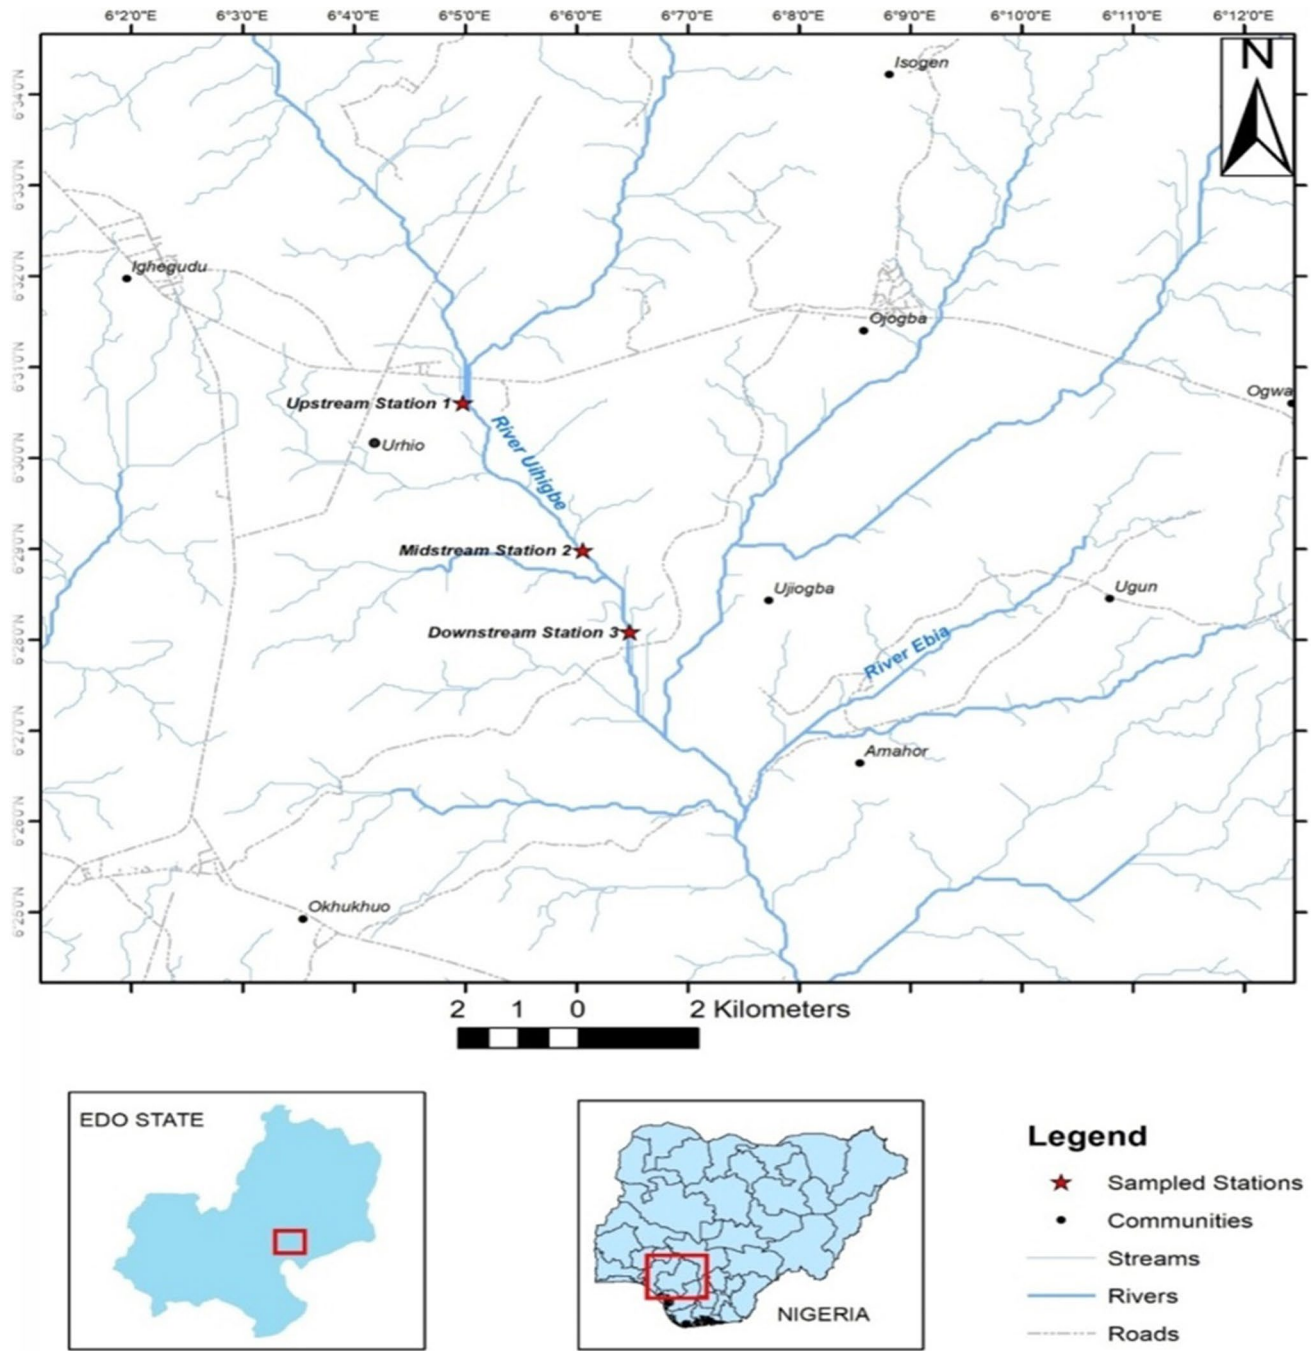 6°2'0"E 6°3'0"E 6°4'0"E 6°5'0"E 6°6'0"E 6°7'0"E 6°8'0"E 6°9'0"E 6°10'0"E 6°11'0"E 6°12'0"E
N
Isogen
Ighegudu
Ojogba
Ogwa
Upstream Station 1
Urhio
River Uihigbe
Midstream Station 2
Ujiogba
Ugun
Downstream Station 3
River Ebia
Amahor
Okhukhuo
2 1 0 2 Kilometers
EDO STATE
NIGERIA
Legend
Sampled Stations
Communities
Streams
Rivers
Roads